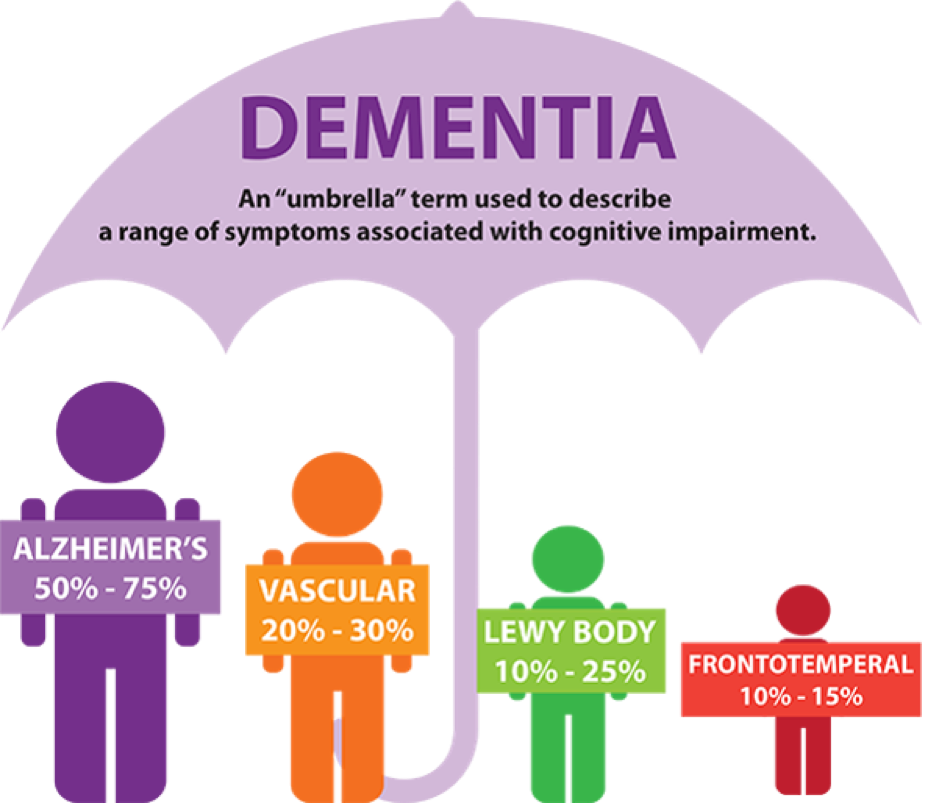 DEMENTIA
An “umbrella” term used to describe
a range of symptoms associated with cognitive impairment.
ALZHEIMER’S
50% - 75%
VASCULAR
20% - 30%
LEWY BODY
10% - 25%
FRONTOTEMPERAL
10% - 15%